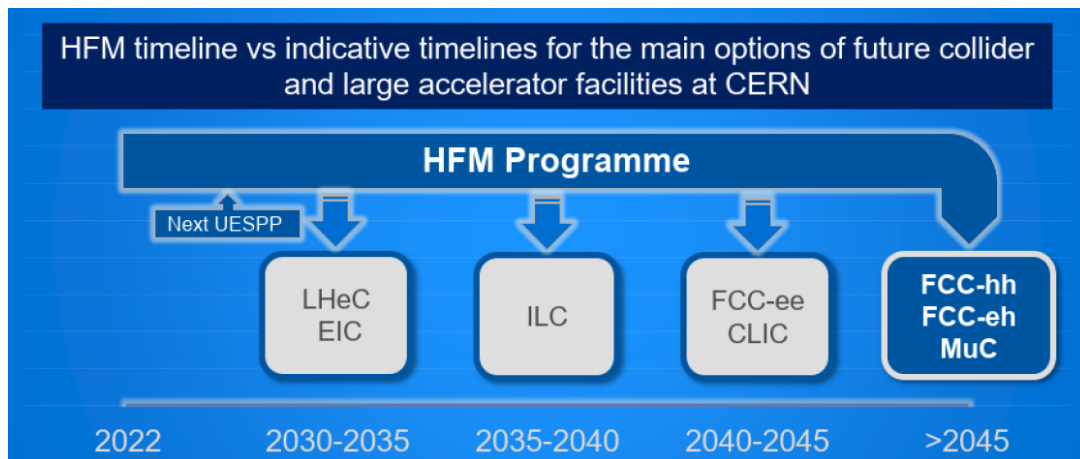 HFM timeline vs indicative timelines for the main options of future collider
and large accelerator facilities at CERN
HFM Programme
Next UESPP
LHeC
EIC
ILC
FCC-ee
CLIC
FCC-hh
FCC-eh
MuC
2022
2030-2035
2035-2040
2040-2045
>2045